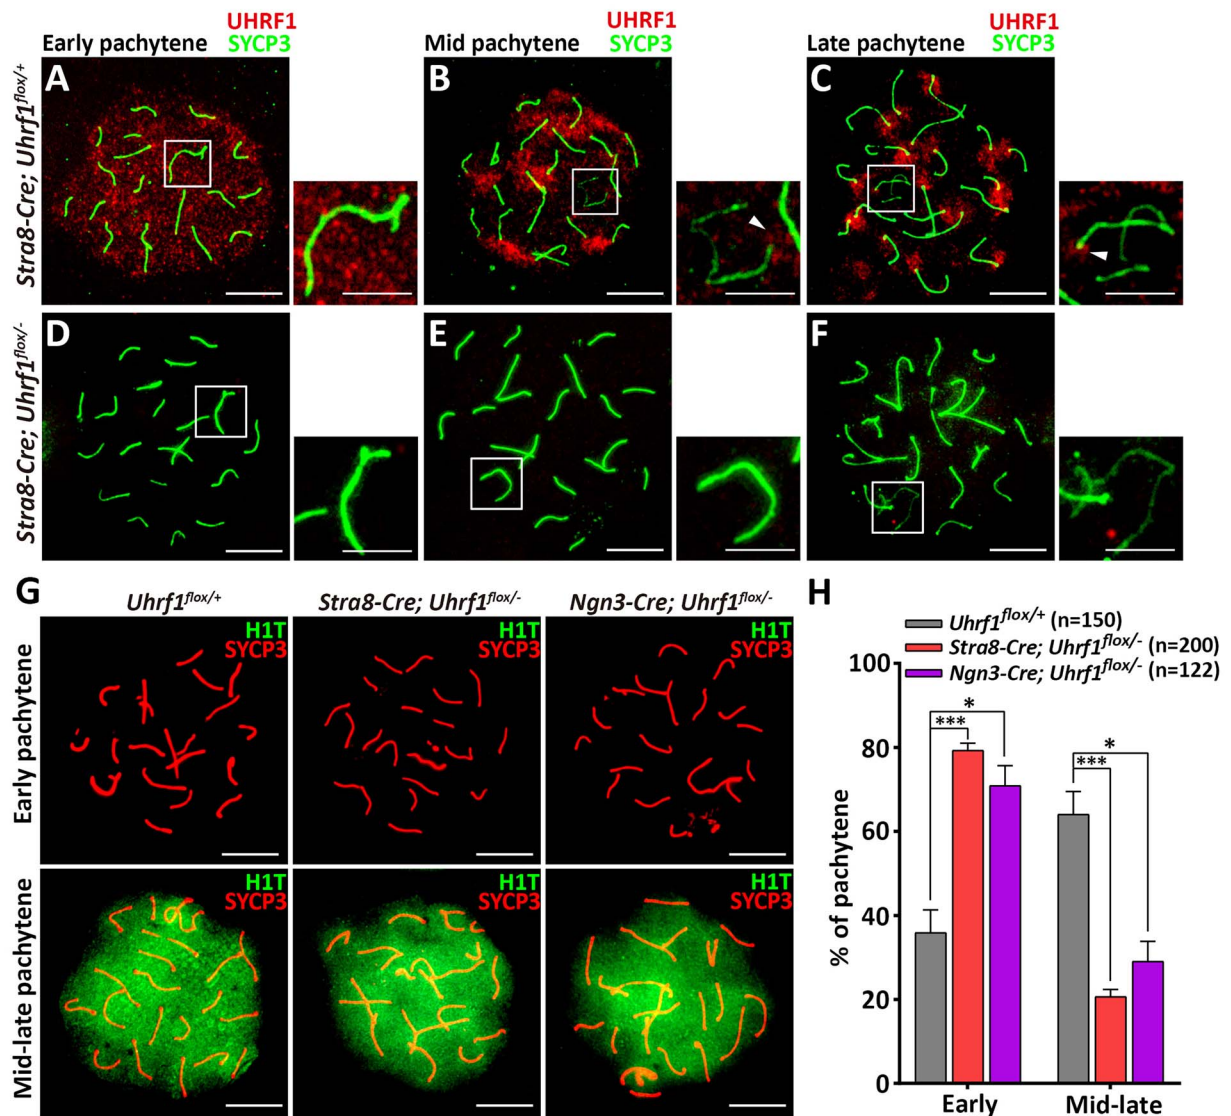 UHRF1
Early pachytene SYCP3
UHRF1
Mid pachytene SYCP3
UHRF1
Late pachytene SYCP3
Stra8-Cre; Uhrf1flox/+
A
B
C
Stra8-Cre; Uhrf1flox/-
D
E
F
G
Uhrf1flox/+
Stra8-Cre; Uhrf1flox/-
Ngn3-Cre; Uhrf1flox/-
Early pachytene
H1T
SYCP3
H1T
SYCP3
H1T
SYCP3
Mid-late pachytene
H1T
SYCP3
H1T
SYCP3
H1T
SYCP3
H
Uhrf1flox/+ (n=150)
Stra8-Cre; Uhrf1flox/- (n=200)
Ngn3-Cre; Uhrf1flox/- (n=122)
% of pachytene
100
80
60
40
20
0
*
***
*
***
Early
Mid-late